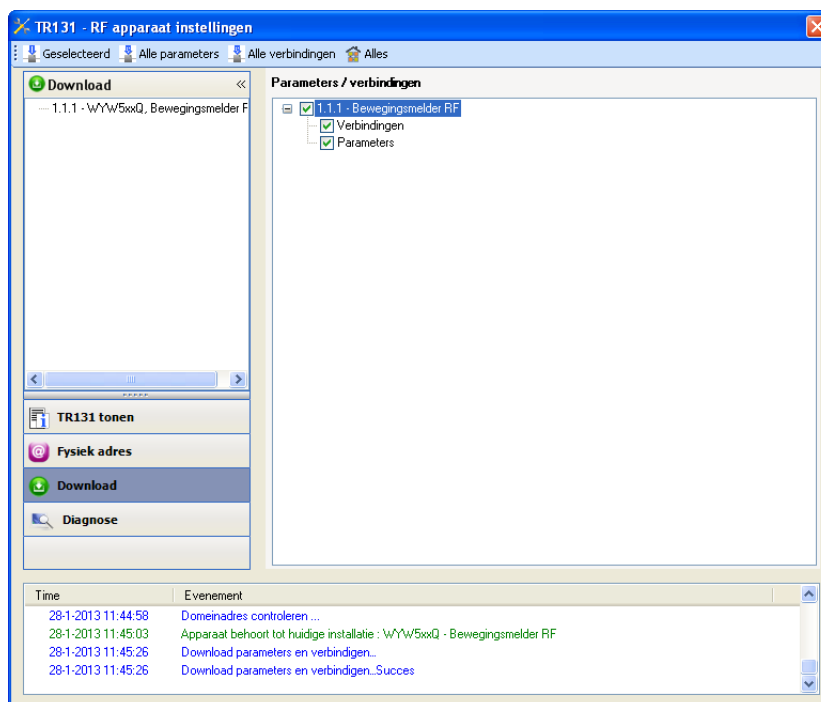 TR131 - RF apparaat instellingen
Geselecteerd Alle parameters Alle verbindingen Alles
Download
1.1.1 - WYW5xxQ, Bewegingsmelder F
TR131 tonen
Fysiek adres
Download
Diagnose
Parameters / verbindingen
1.1.1 - Bewegingsmelder RF
Verbindingen
Parameters
Time Evenement
28-1-2013 11:44:58 Domeinadres controleren ...
28-1-2013 11:45:03 Apparaat behoort tot huidige installatie : WYW5xxQ - Bewegingsmelder RF
28-1-2013 11:45:26 Download parameters en verbindigen...
28-1-2013 11:45:26 Download parameters en verbindigen...Succes